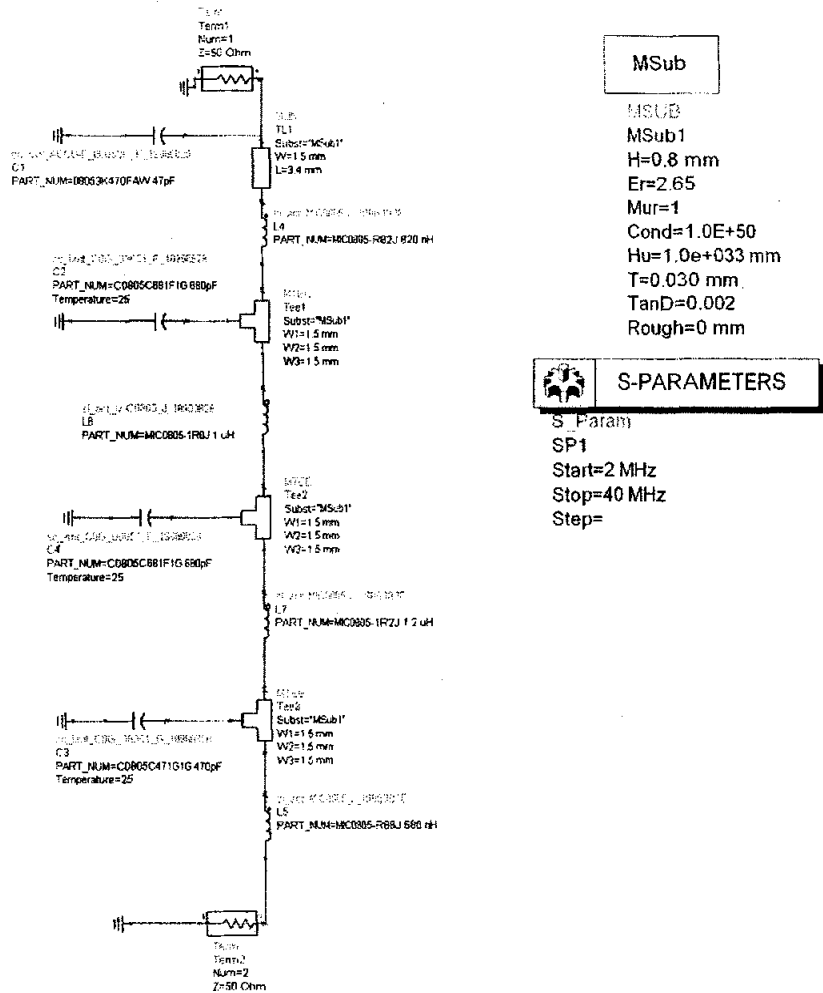 Term1
Num=1
Z=50 Ohm
TL1
Subst="MSub1"
W=1.5 mm
L=3.4 mm
C1
PART_NUM=08053K470FAW 47pF
L4
PART_NUM=MIC0805-R82J 820 nH
C2
PART_NUM=C0805C681F1G 680pF
Temperature=25
Tee1
Subst="MSub1"
W1=1.5 mm
W2=1.5 mm
W3=1.5 mm
L8
PART_NUM=MIC0805-1R0J 1 uH
Tee2
Subst="MSub1"
W1=1.5 mm
W2=1.5 mm
W3=1.5 mm
C4
PART_NUM=C0805C681F1G 680pF
Temperature=25
L7
PART_NUM=MIC0805-1R2J 1.2 uH
Subst="MSub1"
W1=1.5 mm
W2=1.5 mm
W3=1.5 mm
C3
PART_NUM=C0805C471G1G 470pF
Temperature=25
L5
PART_NUM=MIC0805-R68J 680 nH
Term
Term2
Num=2
Z=50 Ohm
MSub
MSUB
MSub1
H=0.8 mm
Er=2.65
Mur=1
Cond=1.0E+50
Hu=1.0e+033 mm
T=0.030 mm
TanD=0.002
Rough=0 mm
S-PARAMETERS
S_Param
SP1
Start=2 MHz
Stop=40 MHz
Step=